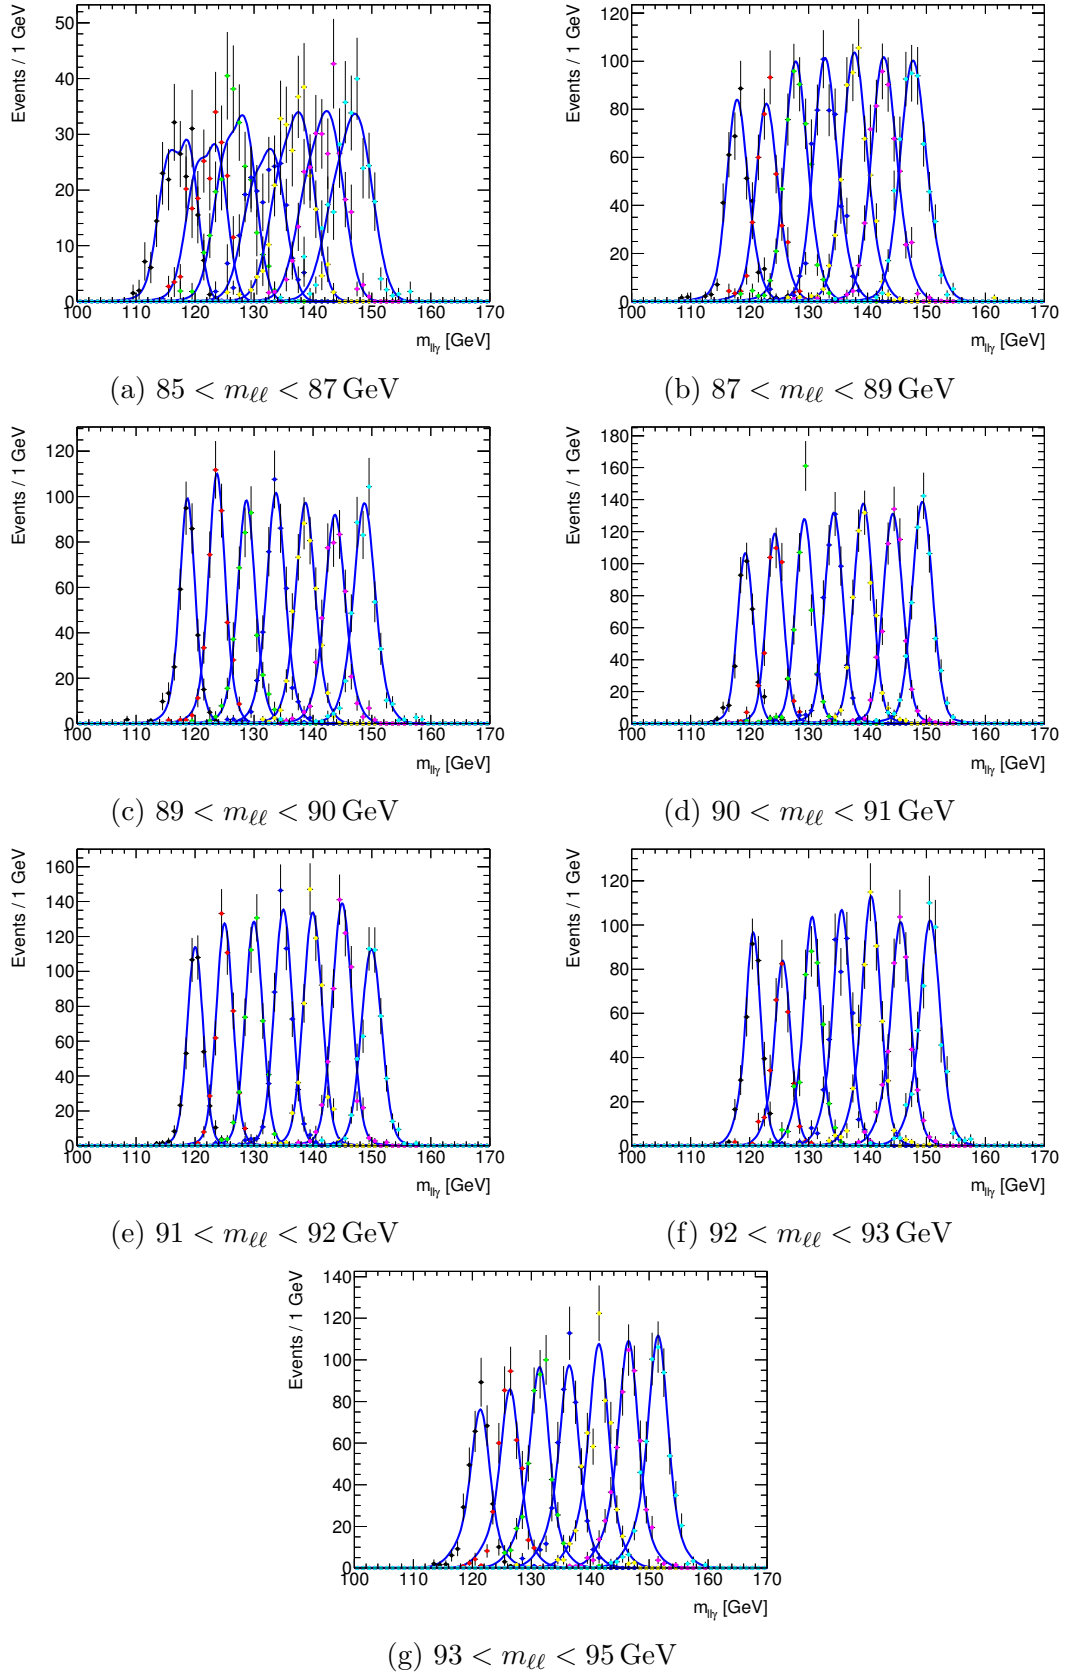 Events / 1 GeV
50
40
30
20
10
0
100 110 120 130 140 150 160 170
m_llγ [GeV]
(a) 85 < m_ℓℓ < 87 GeV
Events / 1 GeV
120
100
80
60
40
20
0
100 110 120 130 140 150 160 170
m_llγ [GeV]
(b) 87 < m_ℓℓ < 89 GeV
Events / 1 GeV
120
100
80
60
40
20
0
100 110 120 130 140 150 160 170
m_llγ [GeV]
(c) 89 < m_ℓℓ < 90 GeV
Events / 1 GeV
180
160
140
120
100
80
60
40
20
0
100 110 120 130 140 150 160 170
m_llγ [GeV]
(d) 90 < m_ℓℓ < 91 GeV
Events / 1 GeV
160
140
120
100
80
60
40
20
0
100 110 120 130 140 150 160 170
m_llγ [GeV]
(e) 91 < m_ℓℓ < 92 GeV
Events / 1 GeV
120
100
80
60
40
20
0
100 110 120 130 140 150 160 170
m_llγ [GeV]
(f) 92 < m_ℓℓ < 93 GeV
Events / 1 GeV
140
120
100
80
60
40
20
0
100 110 120 130 140 150 160 170
m_llγ [GeV]
(g) 93 < m_ℓℓ < 95 GeV